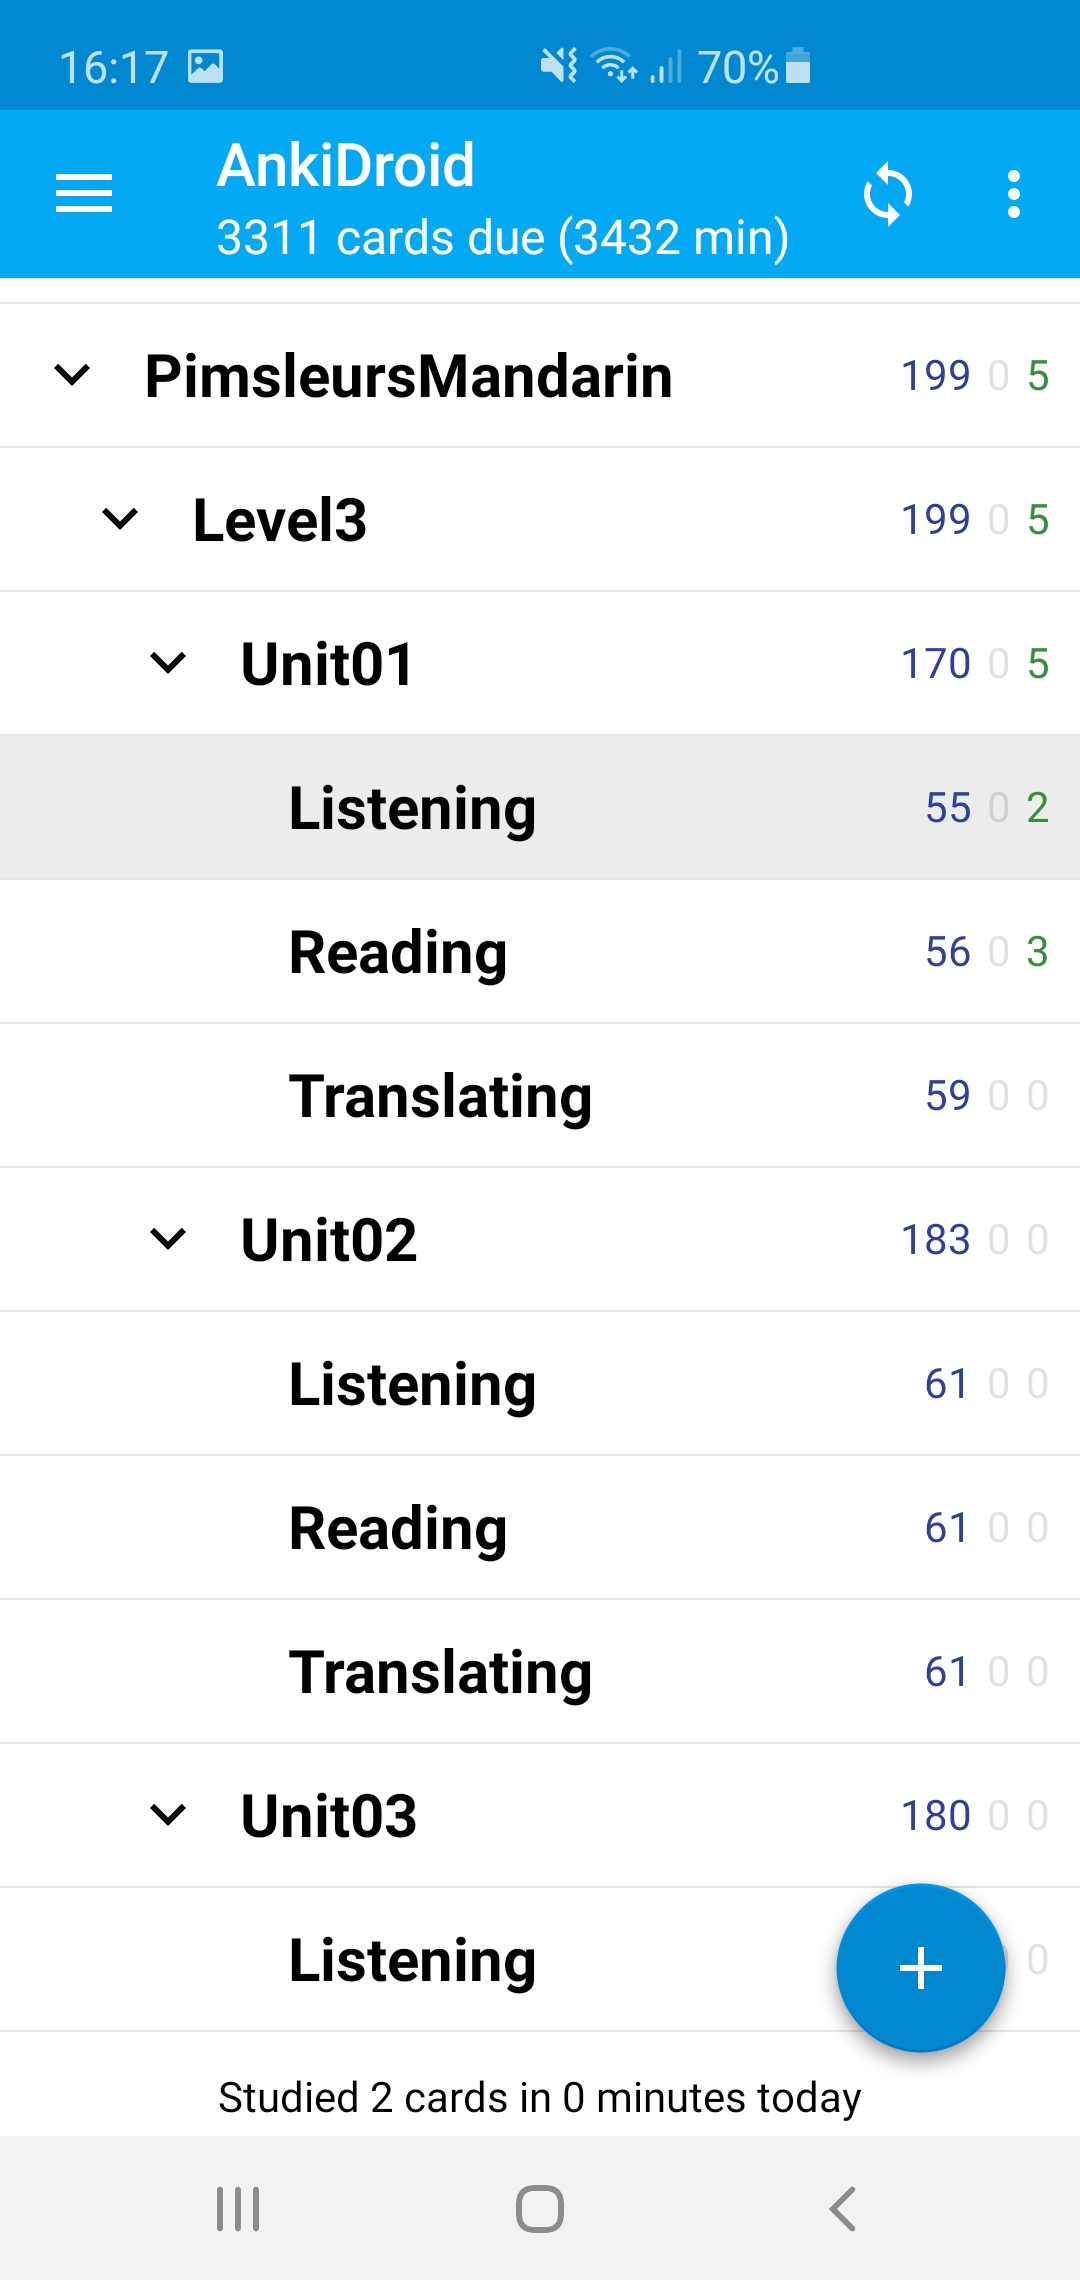 16:17 70%
AnkiDroid
3311 cards due (3432 min)
PimsleursMandarin 199 0 5
Level3 199 0 5
Unit01 170 0 5
Listening 55 0 2
Reading 56 0 3
Translating 59 0 0
Unit02 183 0 0
Listening 61 0 0
Reading 61 0 0
Translating 61 0 0
Unit03 180 0 0
Listening 0
Studied 2 cards in 0 minutes today